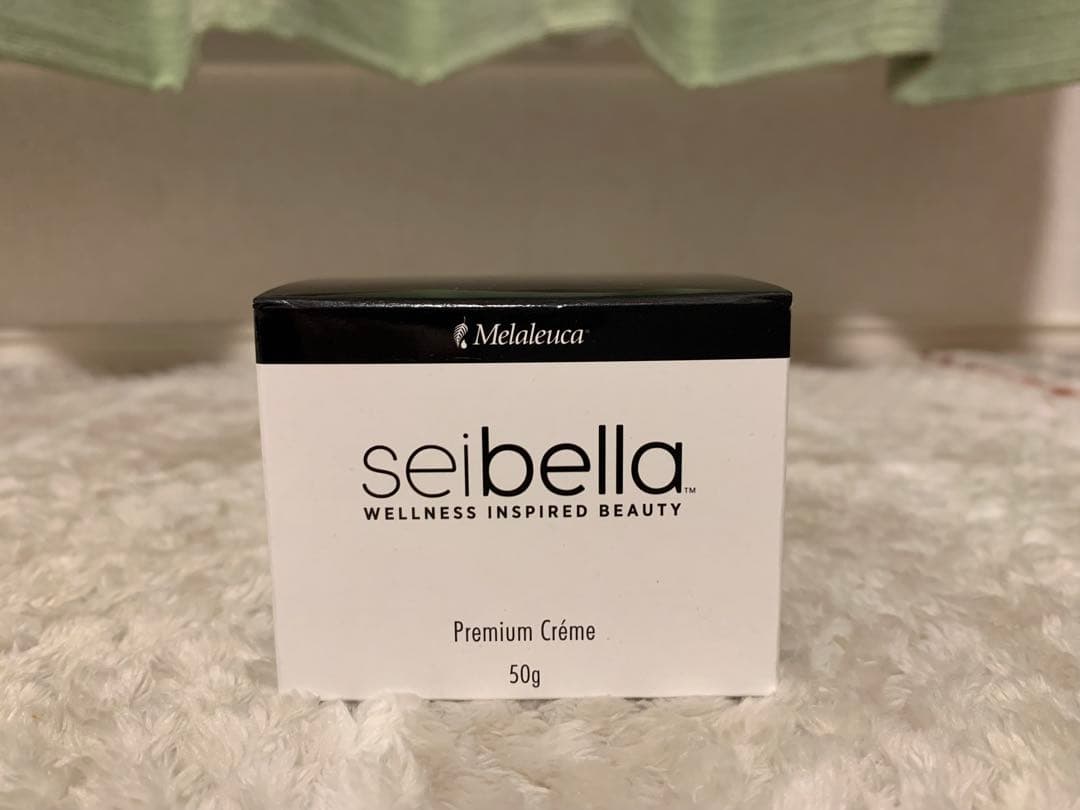 Melaleuca
seibella™
WELLNESS INSPIRED BEAUTY
Premium Créme
50g